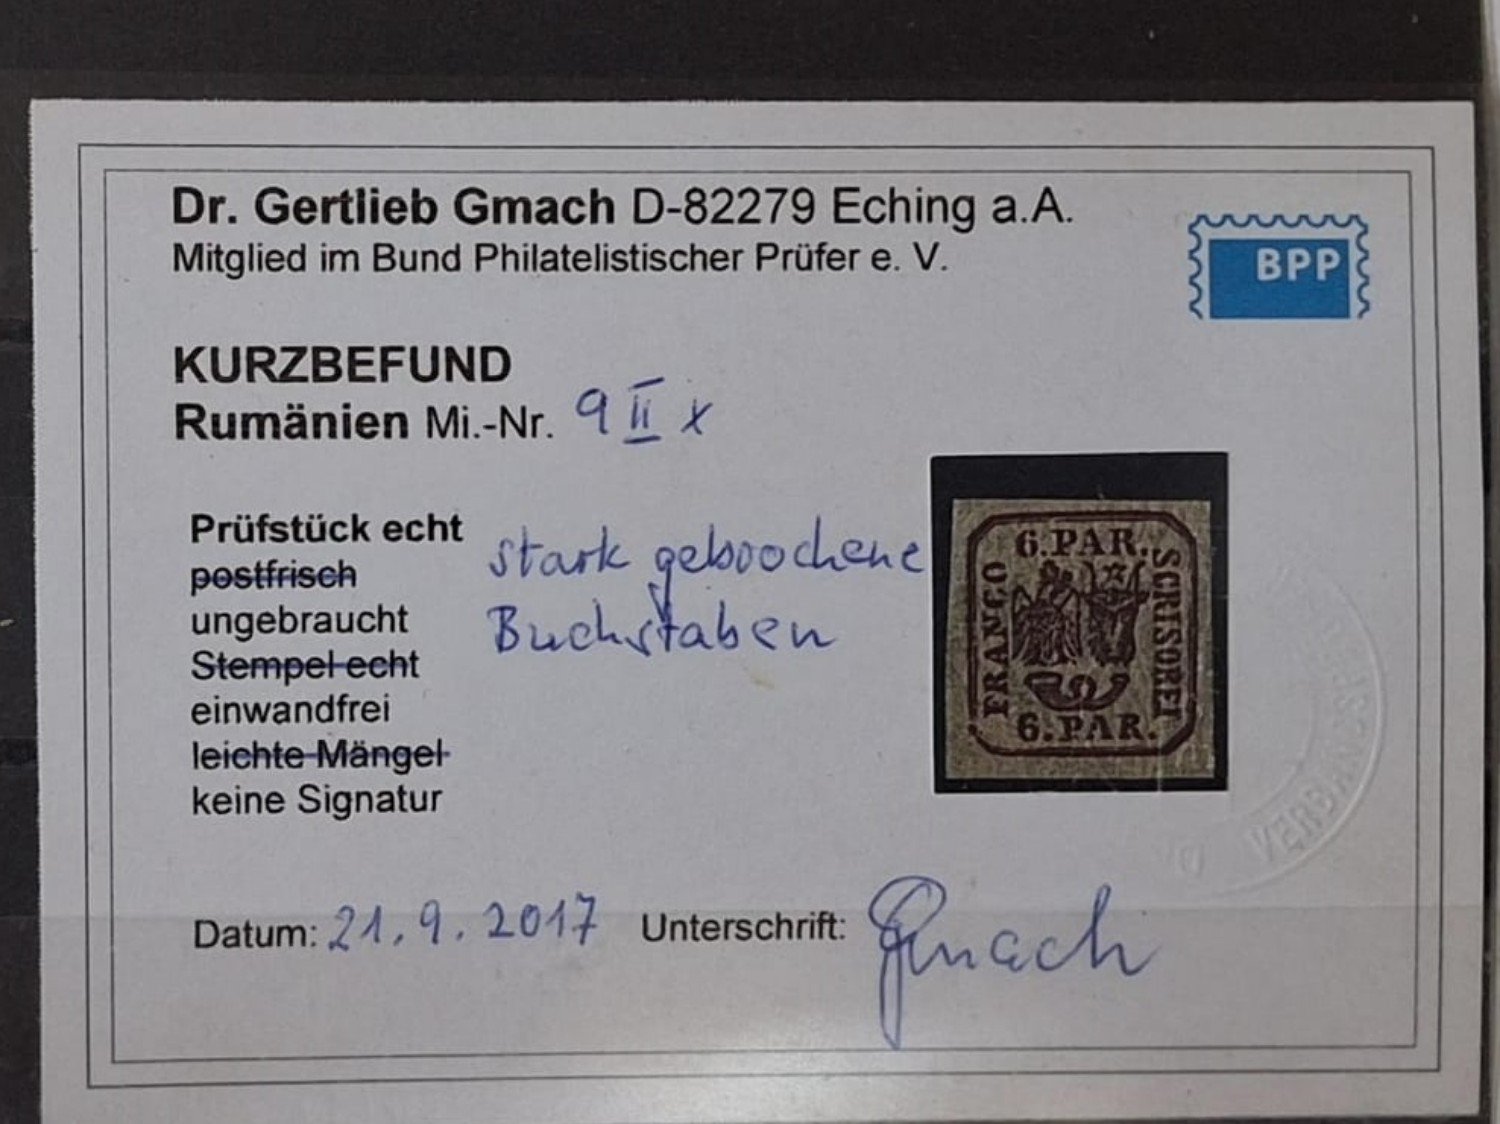 Dr. Gertlieb Gmach D-82279 Eching a.A.
Mitglied im Bund Philatelistischer Prüfer e. V.
BPP
KURZBEFUND
Rumänien Mi.-Nr. 9 II x
Prüfstück echt
postfrisch
ungebraucht
Stempel echt
einwandfrei
leichte Mängel
keine Signatur
stark gebrochene
Buchstaben
6.PAR.
FRANCO
SCRISOREI
6.PAR.
VERBAND
Datum: 21.9.2017 Unterschrift: Gmach